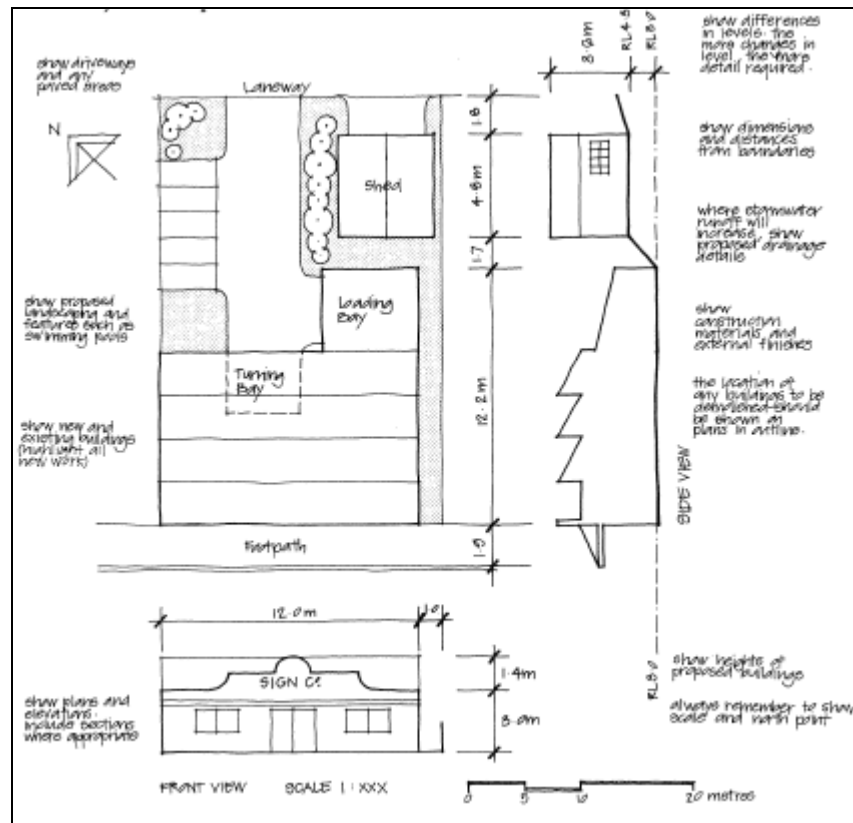 show driveways
and any
paved areas
Laneway
N
3.6m
RL4.5
RL3.0
show differences
in levels. the
more changes in
level, the more
detail required.
1.8
Shed
4.8m
1.7
show dimensions
and distances
from boundaries
where stormwater
runoff will
increase, show
proposed drainage
details
show proposed
landscaping and
features such as
swimming pools
Loading
Bay
Turning
Bay
12.2m
show
construction
materials, and
external finishes
the location of
any buildings to be
demolished should
be shown on
plans in outline.
show new and
existing buildings
(highlight all
new work)
SIDE VIEW
Footpath
12.0m
1.0
SIGN Co
1.4m
3.0m
RL3.0
show heights of
proposed buildings
always remember to show
scale and north point
show plans and
elevations.
include sections
where appropriate
FRONT VIEW SCALE 1:XXX
0 5 10 20 metres